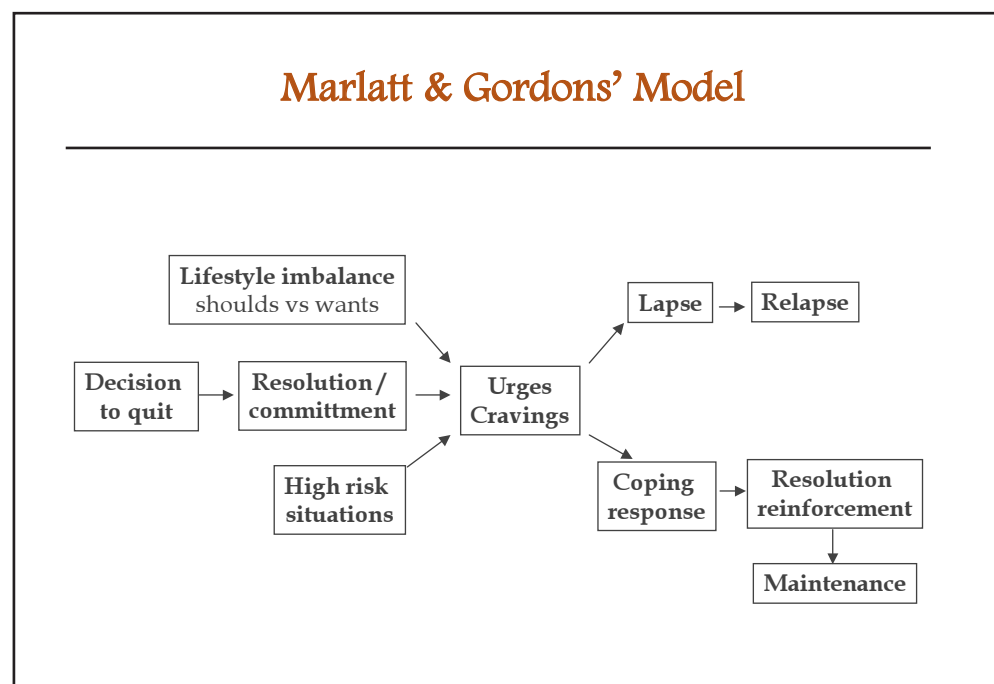 Marlatt & Gordons’ Model
Lifestyle imbalance
shoulds vs wants
Decision
to quit
Resolution/
committment
High risk
situations
Urges
Cravings
Lapse
Relapse
Coping
response
Resolution
reinforcement
Maintenance